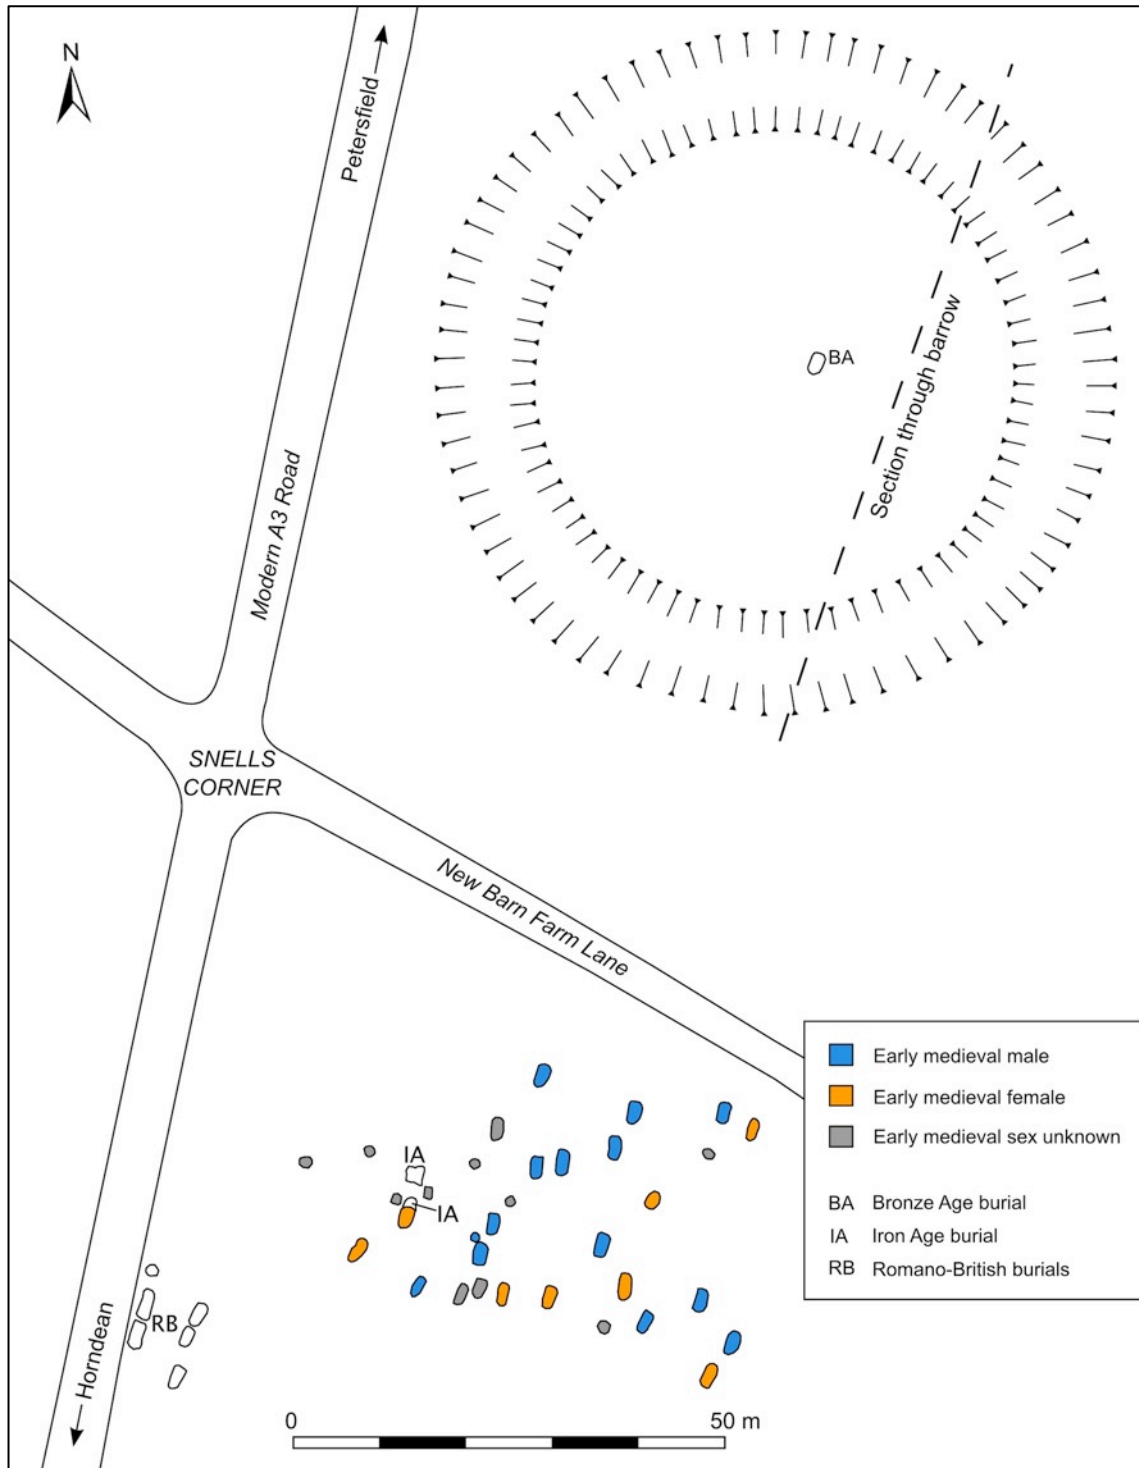 N
Petersfield
Modern A3 Road
BA
Section through barrow
SNELLS
CORNER
New Barn Farm Lane
IA
IA
RB
Horndean
Early medieval male
Early medieval female
Early medieval sex unknown
BA Bronze Age burial
IA Iron Age burial
RB Romano-British burials
0 50 m